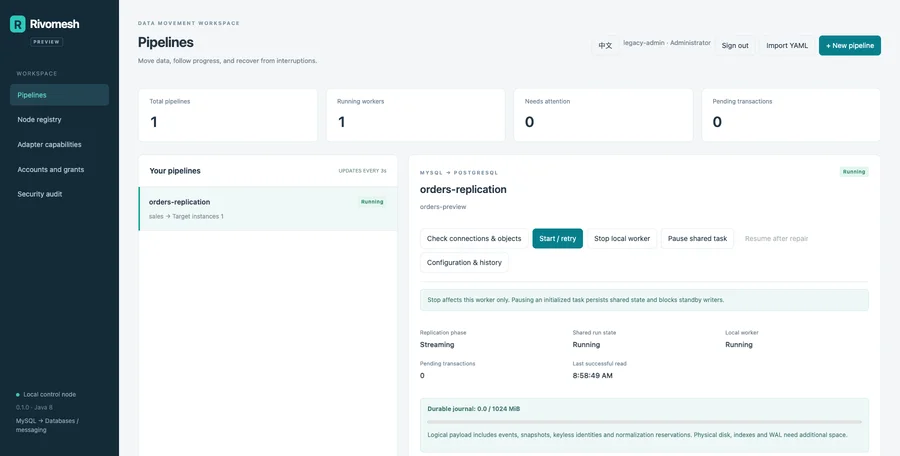 R Rivomesh
PREVIEW
WORKSPACE
Pipelines
Node registry
Adapter capabilities
Accounts and grants
Security audit
Local control node
0.1.0 · Java 8
MySQL → Databases /
messaging
DATA MOVEMENT WORKSPACE
Pipelines
Move data, follow progress, and recover from interruptions.
中文
legacy-admin · Administrator
Sign out
Import YAML
+ New pipeline
Total pipelines
1
Running workers
1
Needs attention
0
Pending transactions
0
Your pipelines
UPDATES EVERY 3s
orders-replication
Running
sales → Target instances 1
MYSQL → POSTGRESQL
Running
orders-replication
orders-preview
Check connections & objects
Start / retry
Stop local worker
Pause shared task
Resume after repair
Configuration & history
Stop affects this worker only. Pausing an initialized task persists shared state and blocks standby writers.
Replication phase
Streaming
Shared run state
Running
Local worker
Running
Pending transactions
0
Last successful read
8:58:49 AM
Durable journal: 0.0 / 1024 MiB
Logical payload includes events, snapshots, keyless identities and normalization reservations. Physical disk, indexes and WAL need additional space.